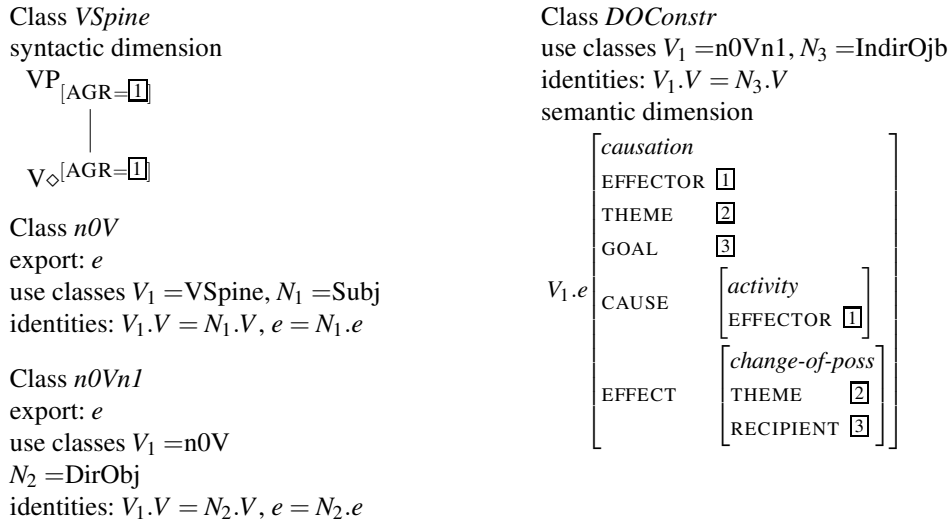 Class VSpine
syntactic dimension
VP[AGR=1]
V⋄[AGR=1]
Class n0V
export: e
use classes V1 =VSpine, N1 =Subj
identities: V1.V = N1.V, e = N1.e
Class n0Vn1
export: e
use classes V1 =n0V
N2 =DirObj
identities: V1.V = N2.V, e = N2.e
Class DOConstr
use classes V1 =n0Vn1, N3 =IndirOjb
identities: V1.V = N3.V
semantic dimension
causation
EFFECTOR 1
THEME 2
GOAL 3
V1.e
CAUSE
activity
EFFECTOR 1
EFFECT
change-of-poss
THEME 2
RECIPIENT 3